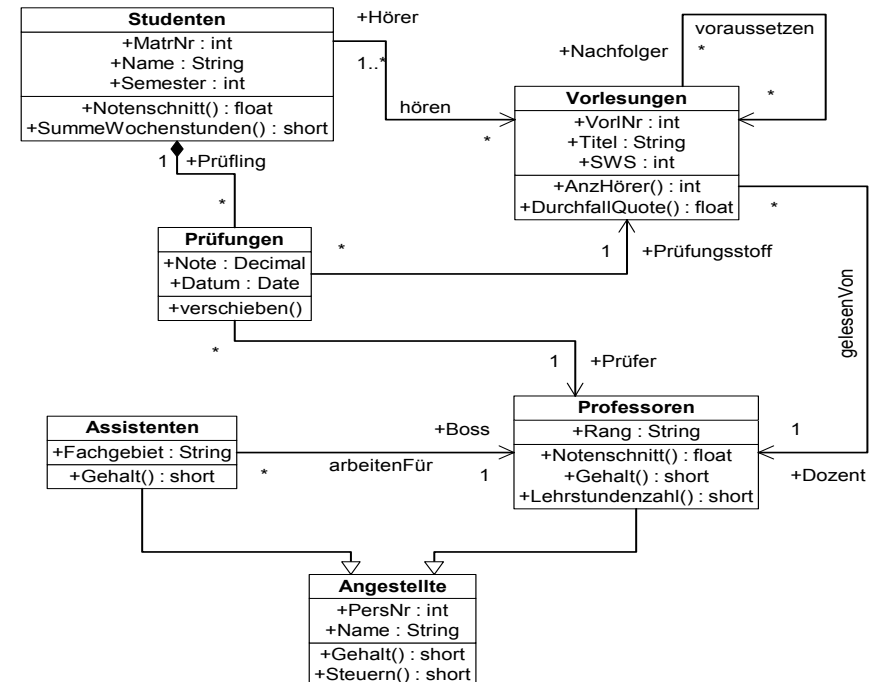 Studenten
+MatrNr : int
+Name : String
+Semester : int
+Notenschnitt() : float
+SummeWochenstunden() : short
+Hörer
1..*
hören
*
+Nachfolger
voraussetzen
*
*
Vorlesungen
+VorlNr : int
+Titel : String
+SWS : int
+AnzHörer() : int
+DurchfallQuote() : float
*
1
+Prüfling
*
Prüfungen
+Note : Decimal
+Datum : Date
+verschieben()
*
1
+Prüfungsstoff
gelesenVon
*
1
+Prüfer
Assistenten
+Fachgebiet : String
+Gehalt() : short
+Boss
*
arbeitenFür
1
Professoren
+Rang : String
+Notenschnitt() : float
+Gehalt() : short
+Lehrstundenzahl() : short
1
+Dozent
Angestellte
+PersNr : int
+Name : String
+Gehalt() : short
+Steuern() : short